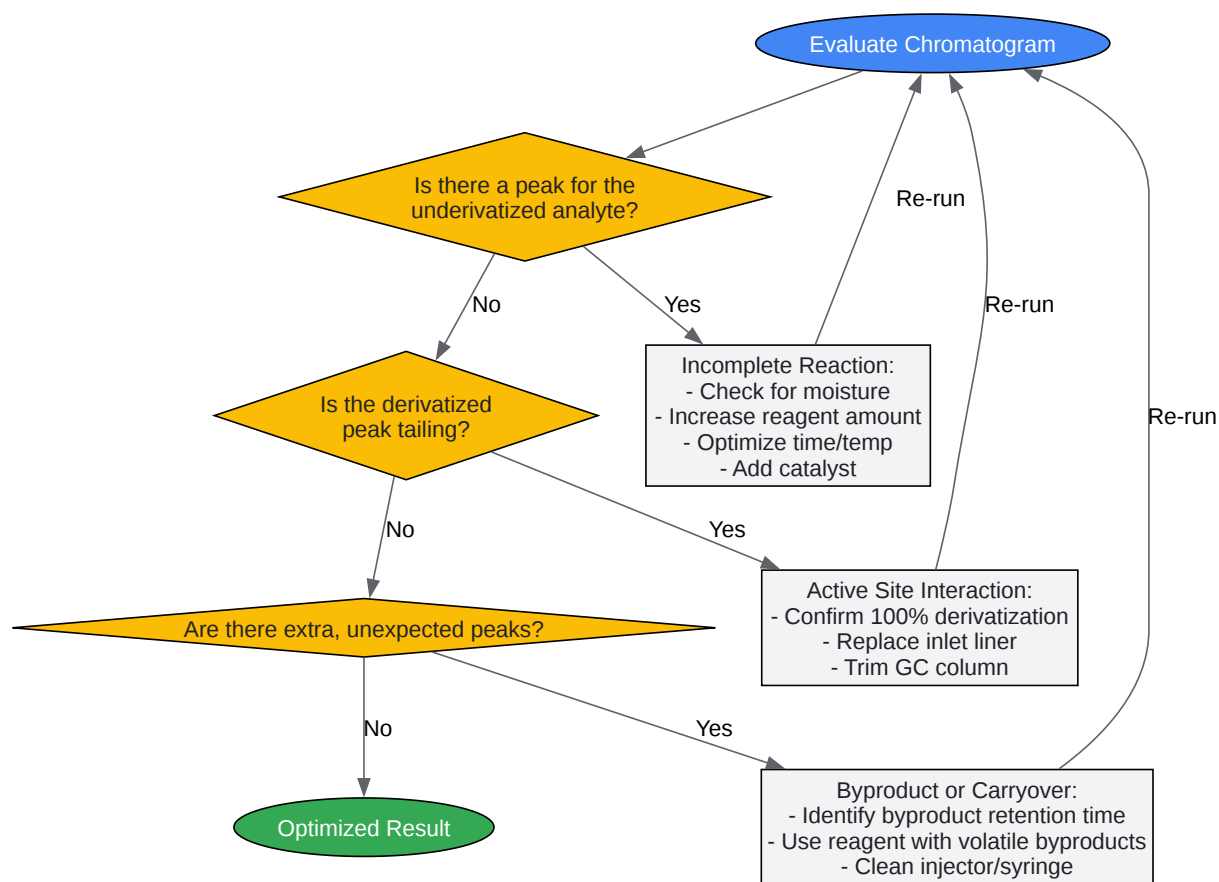 Evaluate Chromatogram
Is there a peak for the
underivatized analyte?
Re-run
No
Yes
Re-run
Incomplete Reaction:
- Check for moisture
- Increase reagent amount
- Optimize time/temp
- Add catalyst
Is the derivatized
peak tailing?
Re-run
No
Yes
Active Site Interaction:
- Confirm 100% derivatization
- Replace inlet liner
- Trim GC column
Are there extra, unexpected peaks?
No
Yes
Byproduct or Carryover:
- Identify byproduct retention time
- Use reagent with volatile byproducts
- Clean injector/syringe
Optimized Result